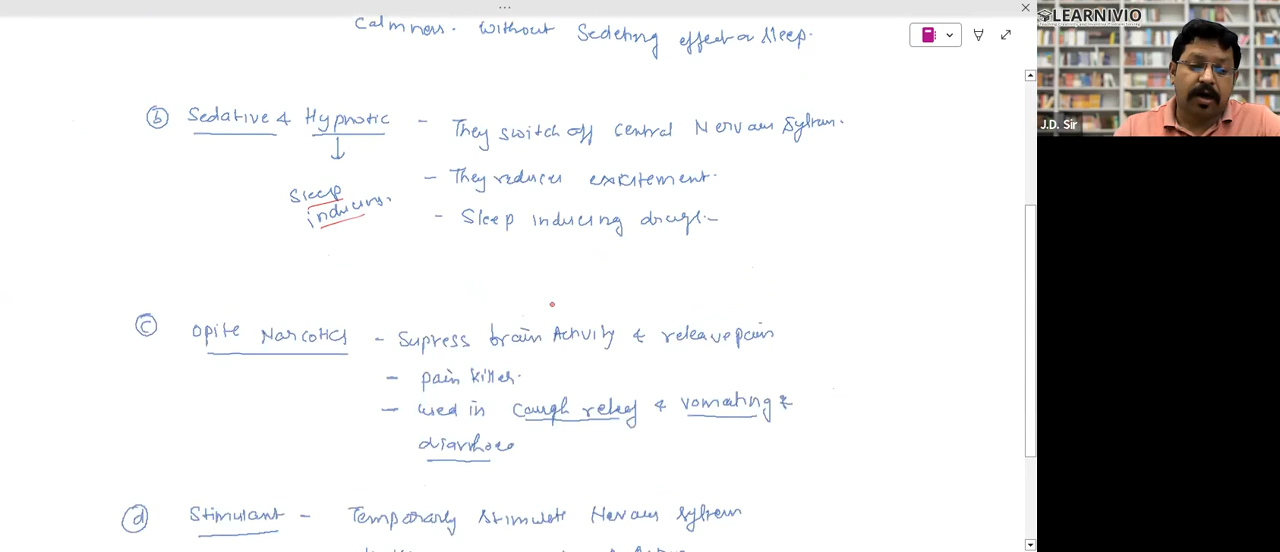 LEARNIVIO
Calmness. Without Sedeting effect or sleep.
J.D. Sir
(b) Sedative & Hypnotic - They switch off Central Nervous System.
Sleep inducers.
- They reduces excitement.
- Sleep inducing drugs.-
(c) Opite Narcotics - Supress brain Activity & releave pain
- pain killer.
- used in Cough relief & vomating &
diarrhoea
(d) Stimulant - Temporarly stimulate Nervous System